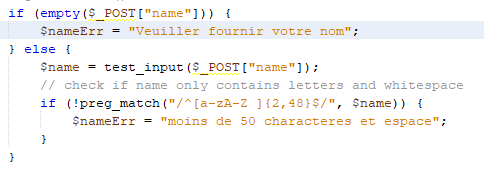 if (empty($_POST["name"])) {
$nameErr = "Veuiller fournir votre nom";
} else {
$name = test_input($_POST["name"]);
// check if name only contains letters and whitespace
if (!preg_match("/^[a-zA-Z ]{2,48}$/", $name)) {
$nameErr = "moins de 50 characteres et espace";
}
}